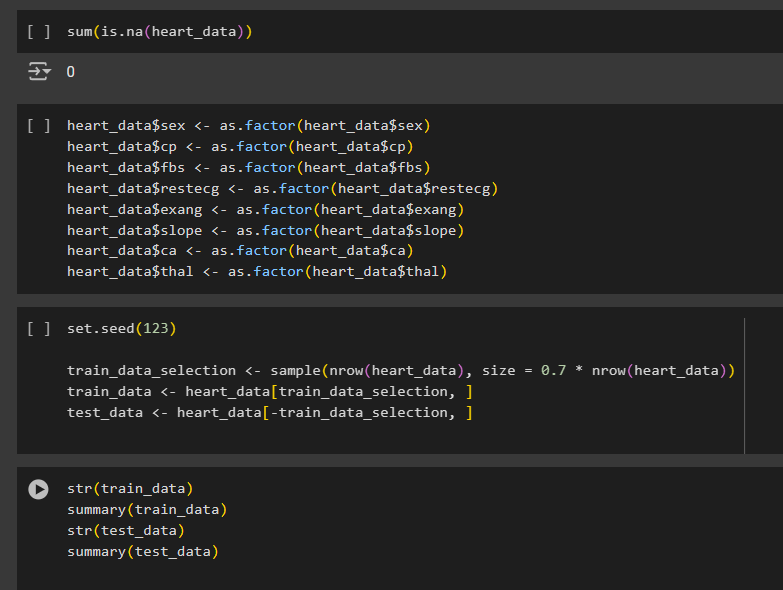 [ ] sum(is.na(heart_data))
0
[ ] heart_data$sex <- as.factor(heart_data$sex)
heart_data$cp <- as.factor(heart_data$cp)
heart_data$fbs <- as.factor(heart_data$fbs)
heart_data$restecg <- as.factor(heart_data$restecg)
heart_data$exang <- as.factor(heart_data$exang)
heart_data$slope <- as.factor(heart_data$slope)
heart_data$ca <- as.factor(heart_data$ca)
heart_data$thal <- as.factor(heart_data$thal)
[ ] set.seed(123)
train_data_selection <- sample(nrow(heart_data), size = 0.7 * nrow(heart_data))
train_data <- heart_data[train_data_selection, ]
test_data <- heart_data[-train_data_selection, ]
str(train_data)
summary(train_data)
str(test_data)
summary(test_data)